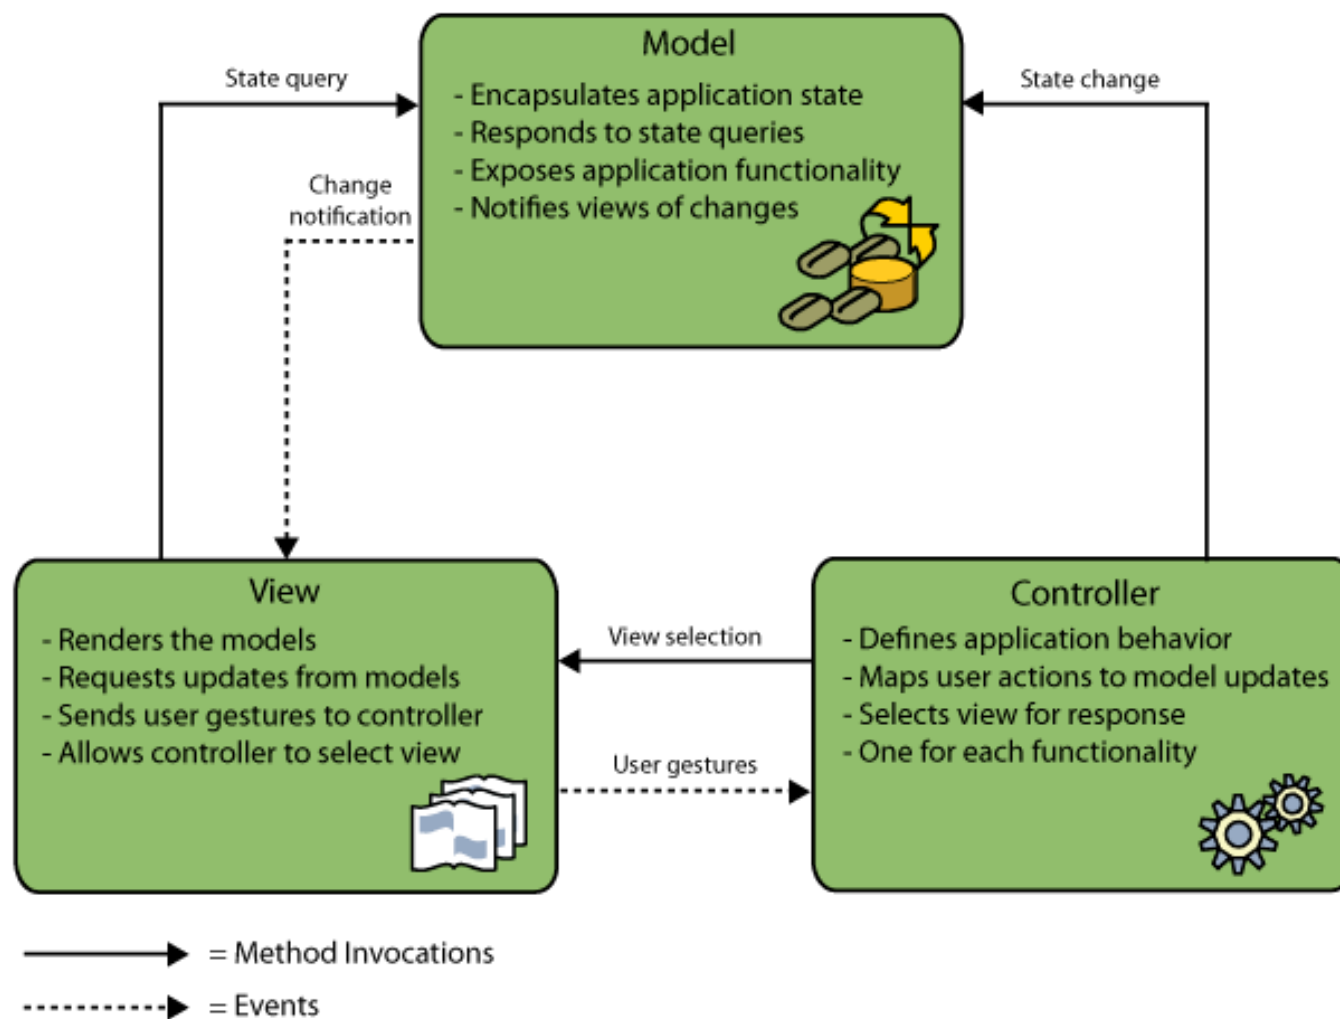 Model
- Encapsulates application state
- Responds to state queries
- Exposes application functionality
- Notifies views of changes
State query
State change
Change
notification
View
- Renders the models
- Requests updates from models
- Sends user gestures to controller
- Allows controller to select view
View selection
User gestures
Controller
- Defines application behavior
- Maps user actions to model updates
- Selects view for response
- One for each functionality
= Method Invocations
= Events